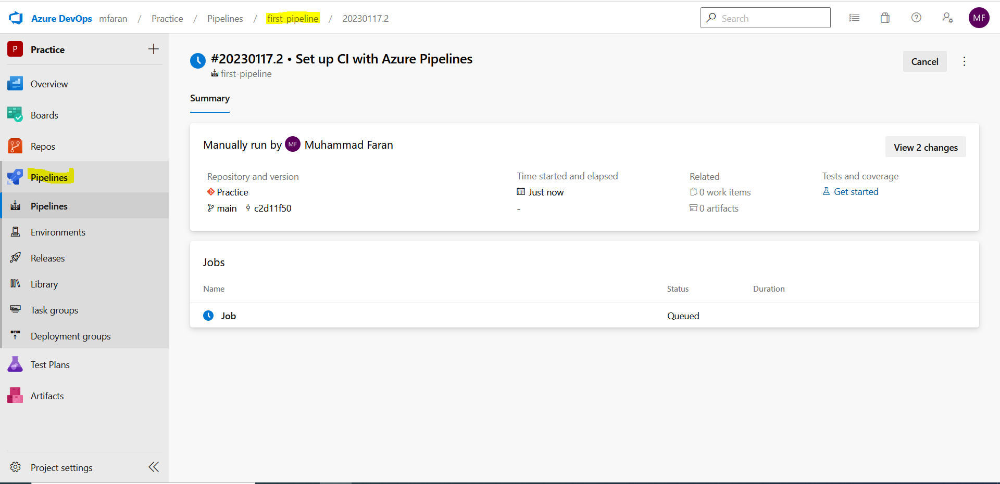 Azure DevOps mfaran / Practice / Pipelines / first-pipeline / 20230117.2
Search
MF
P Practice
Overview
Boards
Repos
Pipelines
Pipelines
Environments
Releases
Library
Task groups
Deployment groups
Test Plans
Artifacts
Project settings
#20230117.2 • Set up CI with Azure Pipelines
first-pipeline
Cancel
Summary
Manually run by MF Muhammad Faran
View 2 changes
Repository and version
Practice
main c2d11f50
Time started and elapsed
Just now
-
Related
0 work items
0 artifacts
Tests and coverage
Get started
Jobs
Name Status Duration
Job Queued